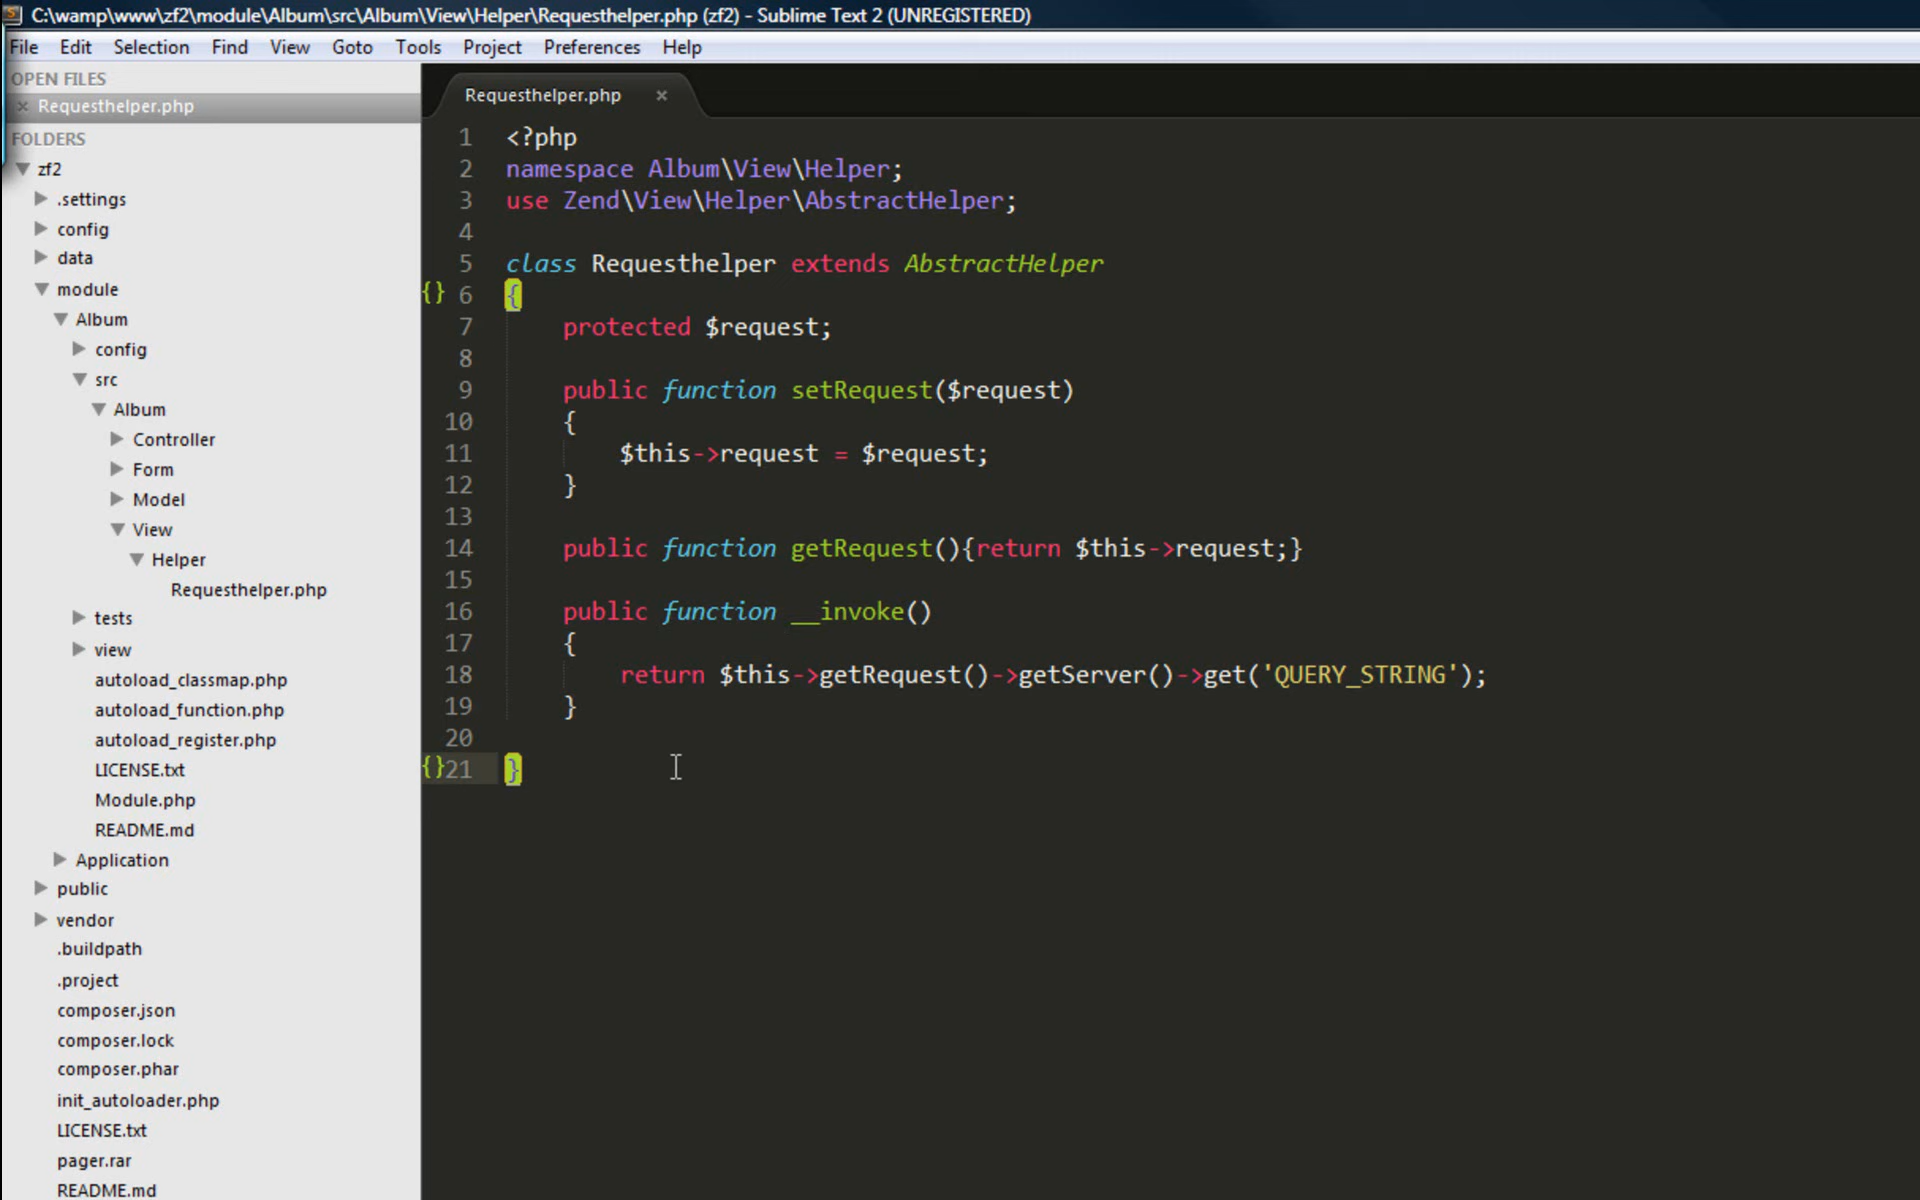 C:\wamp\www\zf2\module\Album\src\Album\View\Helper\Requesthelper.php (zf2) - Sublime Text 2 (UNREGISTERED)
File Edit Selection Find View Goto Tools Project Preferences Help
OPEN FILES
× Requesthelper.php
FOLDERS
zf2
.settings
config
data
module
Album
config
src
Album
Controller
Form
Model
View
Helper
Requesthelper.php
tests
view
autoload_classmap.php
autoload_function.php
autoload_register.php
LICENSE.txt
Module.php
README.md
Application
public
vendor
.buildpath
.project
composer.json
composer.lock
composer.phar
init_autoloader.php
LICENSE.txt
pager.rar
README.md
Requesthelper.php ×
1 <?php
2 namespace Album\View\Helper;
3 use Zend\View\Helper\AbstractHelper;
4
5 class Requesthelper extends AbstractHelper
{} 6 {
7     protected $request;
8
9     public function setRequest($request)
10     {
11         $this->request = $request;
12     }
13
14     public function getRequest(){return $this->request;}
15
16     public function __invoke()
17     {
18         return $this->getRequest()->getServer()->get('QUERY_STRING');
19     }
20
{} 21 }